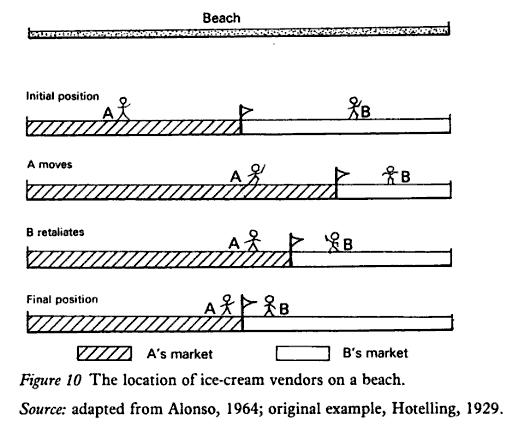 Beach
Initial position
A B
A moves
A B
B retaliates
A B
Final position
A B
A's market B's market
Figure 10 The location of ice-cream vendors on a beach.
Source: adapted from Alonso, 1964; original example, Hotelling, 1929.